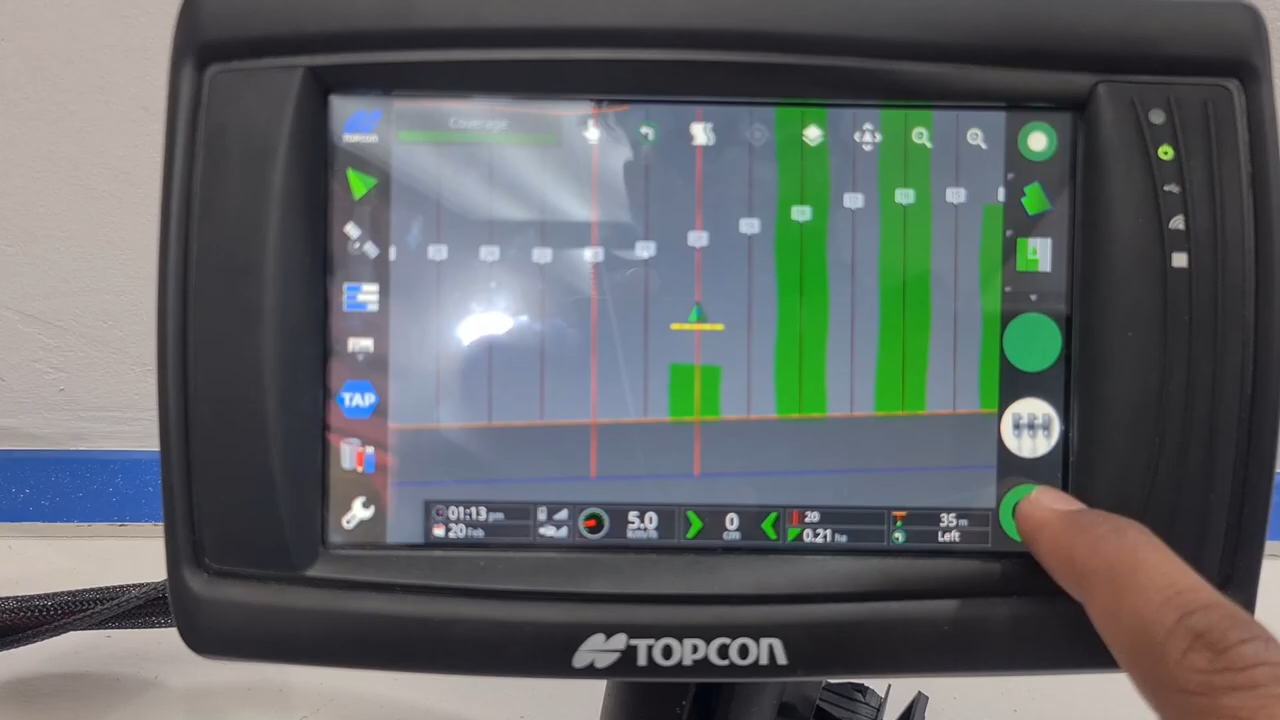 TOPCON
Coverage
TAP
01:13 pm
20 Feb
5.0
km/h
0
cm
20
0.21 ha
35 m
Left
TOPCON